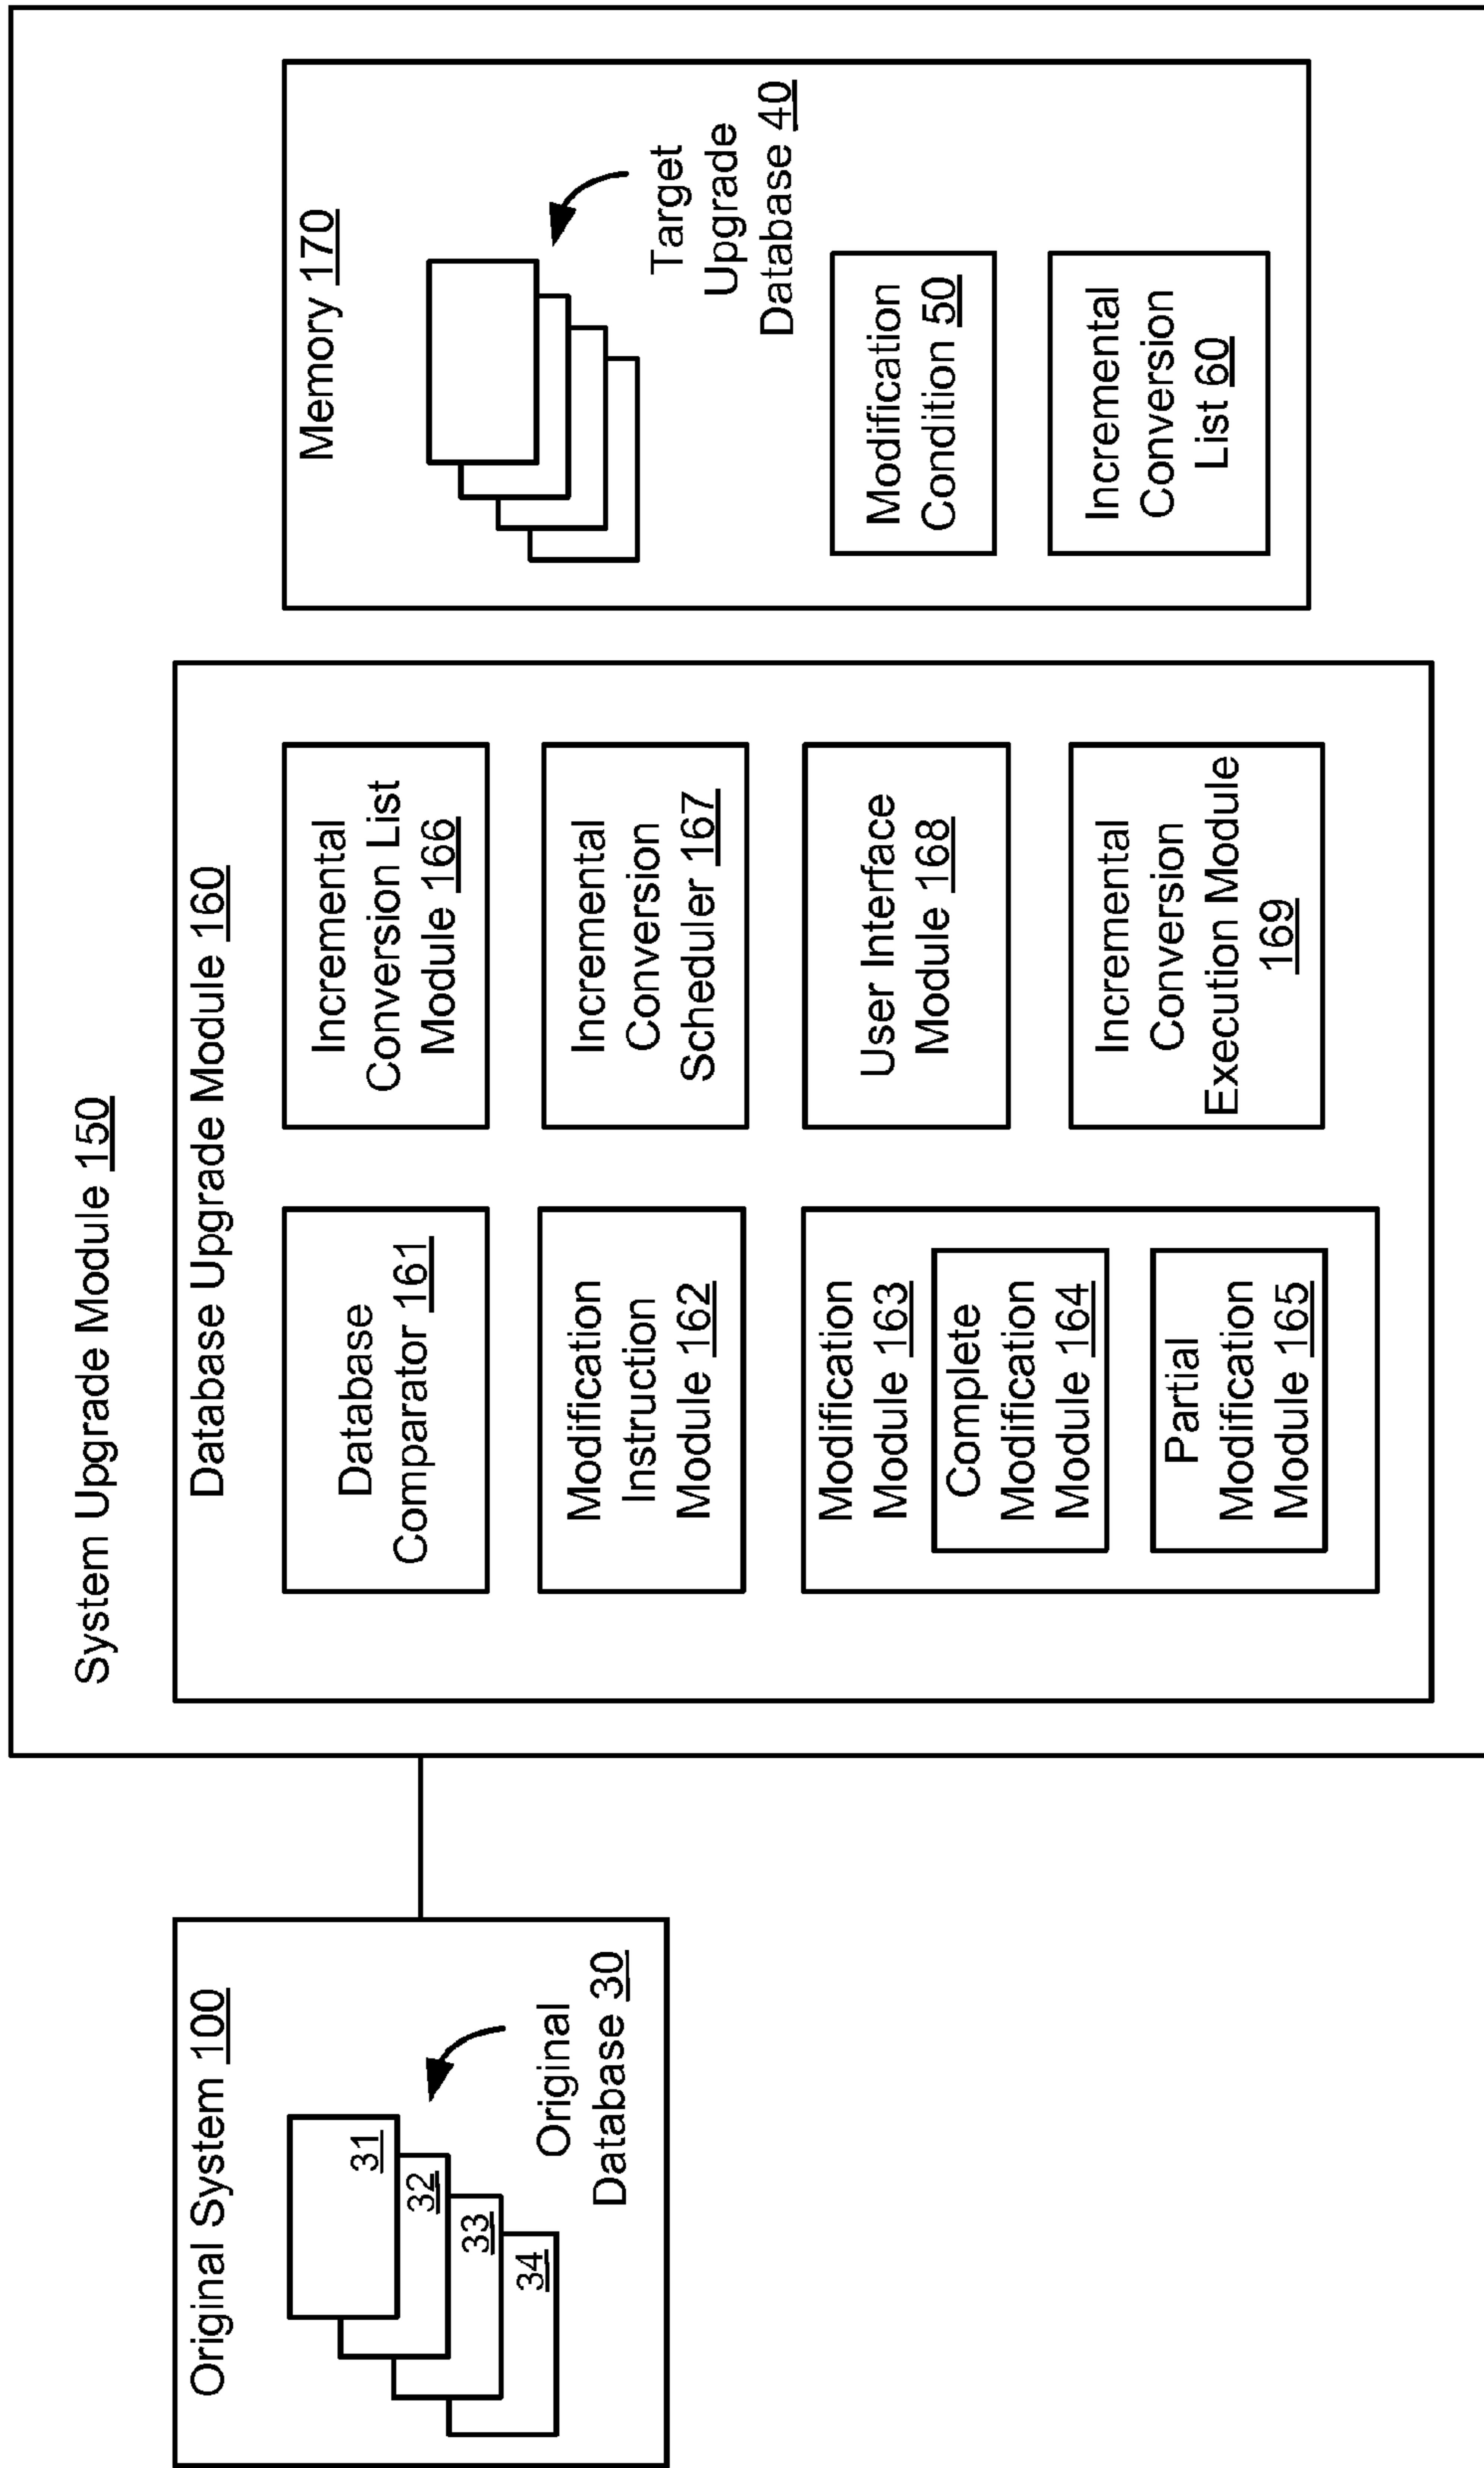 Original System 100
31
32
33
34
Original
Database 30
System Upgrade Module 150
Database Upgrade Module 160
Database
Comparator 161
Modification
Instruction
Module 162
Modification
Module 163
Complete
Modification
Module 164
Partial
Modification
Module 165
Incremental
Conversion List
Module 166
Incremental
Conversion
Scheduler 167
User Interface
Module 168
Incremental
Conversion
Execution Module
169
Memory 170
Target
Upgrade
Database 40
Modification
Condition 50
Incremental
Conversion
List 60